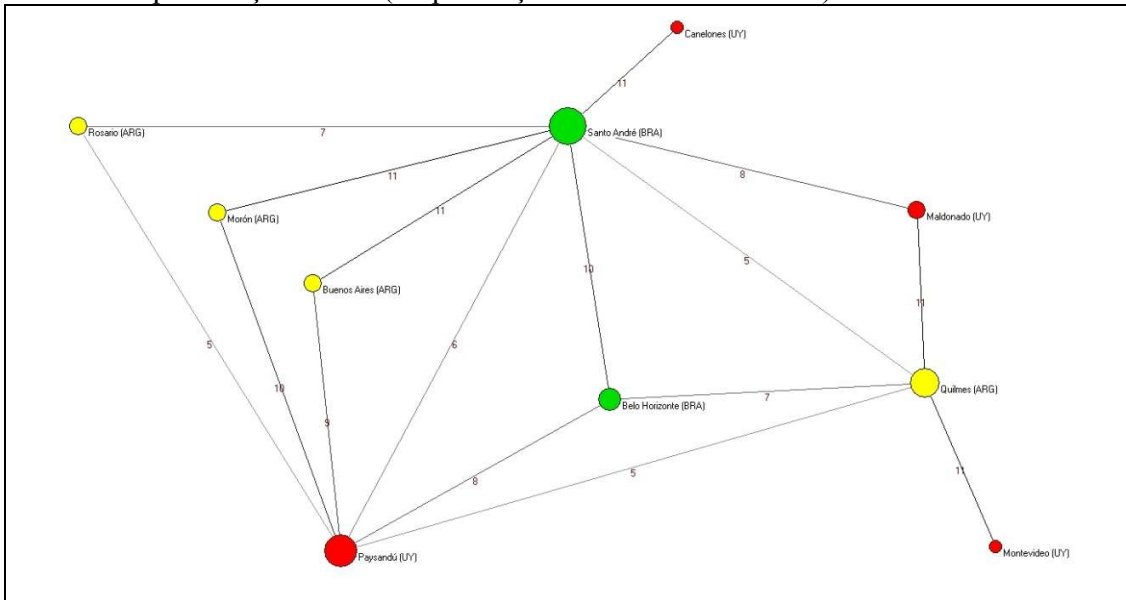 Canelones (UY)
11
Rosario (ARG)
7
Santo André (BRA)
11
8
Morón (ARG)
11
Maldonado (UY)
10
5
Buenos Aires (ARG)
11
5
6
10
Quilmes (ARG)
7
Belo Horizonte (BRA)
9
8
5
11
Paysandú (UY)
Montevideo (UY)